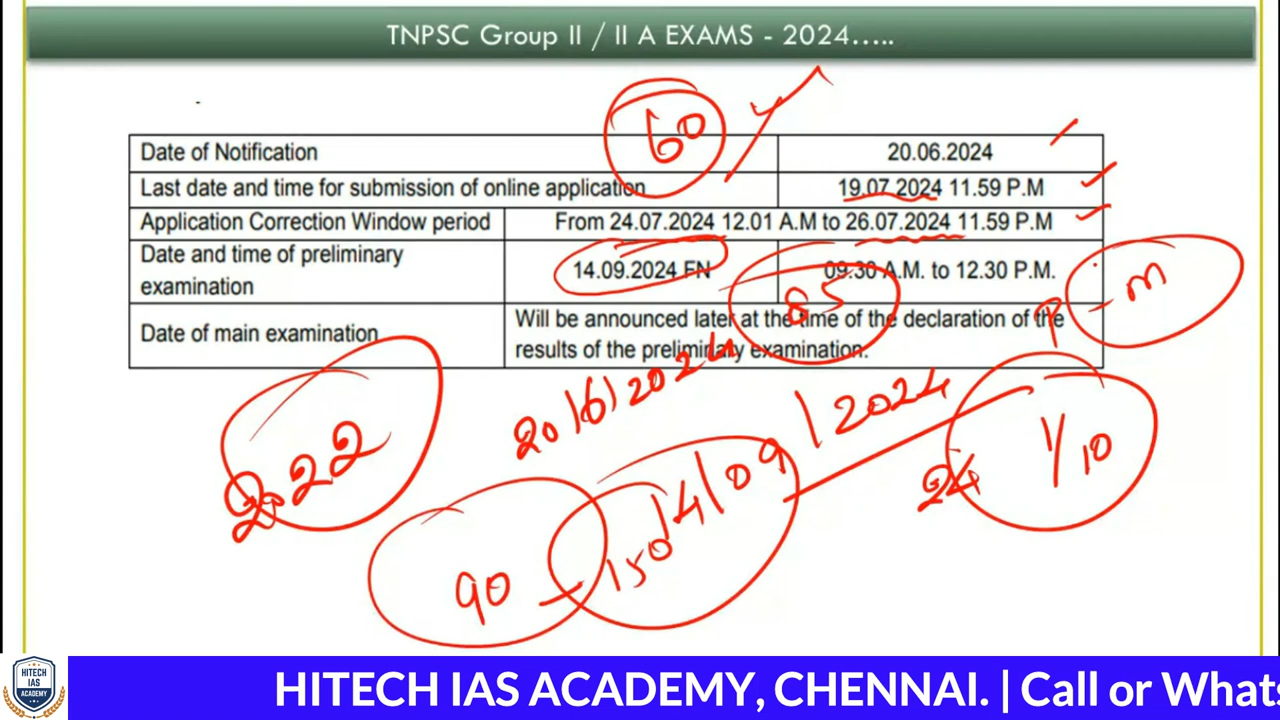 TNPSC Group II / II A EXAMS - 2024.....
60
Date of Notification 20.06.2024
Last date and time for submission of online application 19.07.2024 11.59 P.M
Application Correction Window period From 24.07.2024 12.01 A.M to 26.07.2024 11.59 P.M
Date and time of preliminary examination 14.09.2024 FN 09.30 A.M. to 12.30 P.M.
85
P - m
Date of main examination Will be announced later at the time of the declaration of the
results of the preliminary examination.
20/6/2024
2022
14/09/2024
24
1/10
90 - 150
HITECH IAS ACADEMY
HITECH IAS ACADEMY, CHENNAI. | Call or Whats